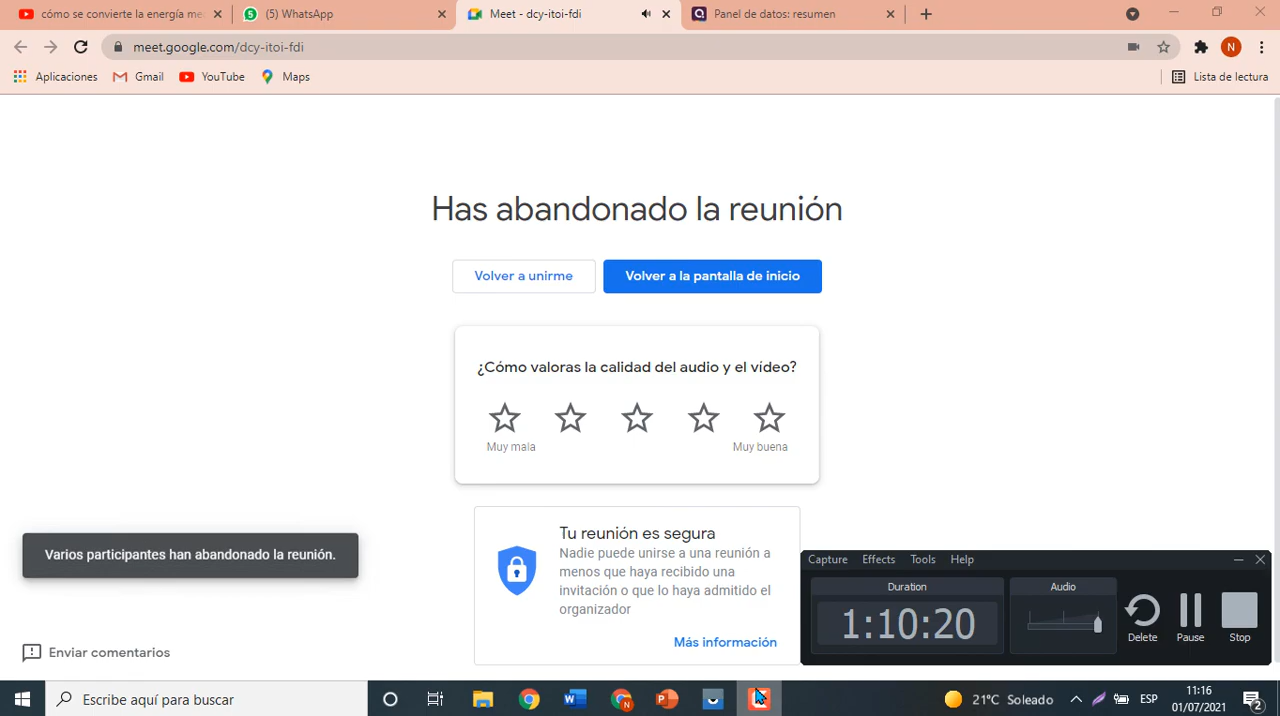 cómo se convierte la energía me
(5) WhatsApp
Meet - dcy-itoi-fdi
Panel de datos: resumen
meet.google.com/dcy-itoi-fdi
N
Aplicaciones
Gmail
YouTube
Maps
Lista de lectura
Has abandonado la reunión
Volver a unirme
Volver a la pantalla de inicio
¿Cómo valoras la calidad del audio y el vídeo?
Muy mala
Muy buena
Tu reunión es segura
Nadie puede unirse a una reunión a
menos que haya recibido una
invitación o que lo haya admitido el
organizador
Más información
Varios participantes han abandonado la reunión.
Enviar comentarios
Capture Effects Tools Help
Duration
Audio
1:10:20
Delete
Pause
Stop
Escribe aquí para buscar
21°C Soleado
ESP
11:16
01/07/2021
2